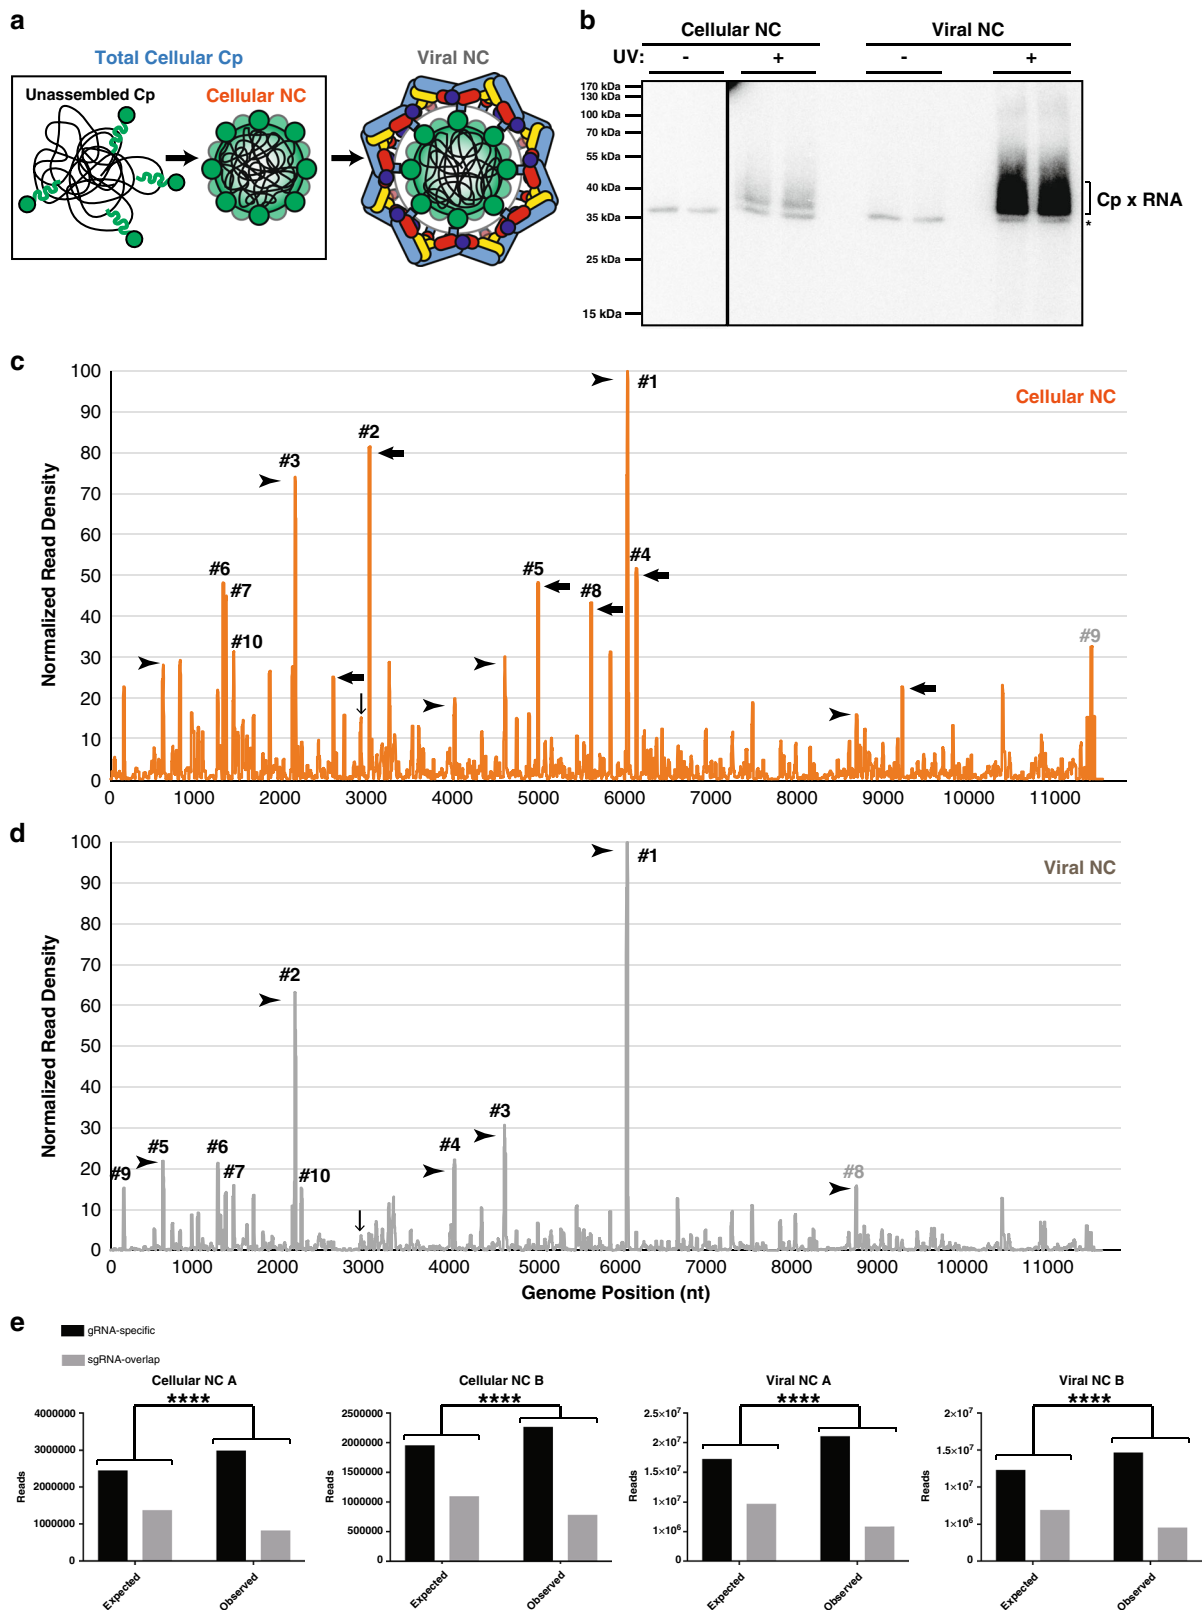 a
Total Cellular Cp
Unassembled Cp
Cellular NC
Viral NC
b
Cellular NC
Viral NC
UV: - + - +
170 kDa
130 kDa
100 kDa
70 kDa
55 kDa
40 kDa
35 kDa
25 kDa
15 kDa
Cp x RNA
*
c
Normalized Read Density
100
90
80
70
60
50
40
30
20
10
0
Cellular NC
#1
#2
#3
#4
#5
#6
#7
#8
#9
#10
0 1000 2000 3000 4000 5000 6000 7000 8000 9000 10000 11000
d
Normalized Read Density
100
90
80
70
60
50
40
30
20
10
0
Viral NC
#1
#2
#3
#4
#5
#6
#7
#8
#9
#10
0 1000 2000 3000 4000 5000 6000 7000 8000 9000 10000 11000
Genome Position (nt)
e
gRNA-specific
sgRNA-overlap
Cellular NC A
****
Reads
4000000
3000000
2000000
1000000
0
Expected
Observed
Cellular NC B
****
Reads
2500000
2000000
1500000
1000000
500000
0
Expected
Observed
Viral NC A
****
Reads
2.5×10⁷
2×10⁷
1.5×10⁷
1×10⁷
1×10⁶
0
Expected
Observed
Viral NC B
****
Reads
2×10⁷
1.5×10⁷
1×10⁷
1×10⁶
0
Expected
Observed